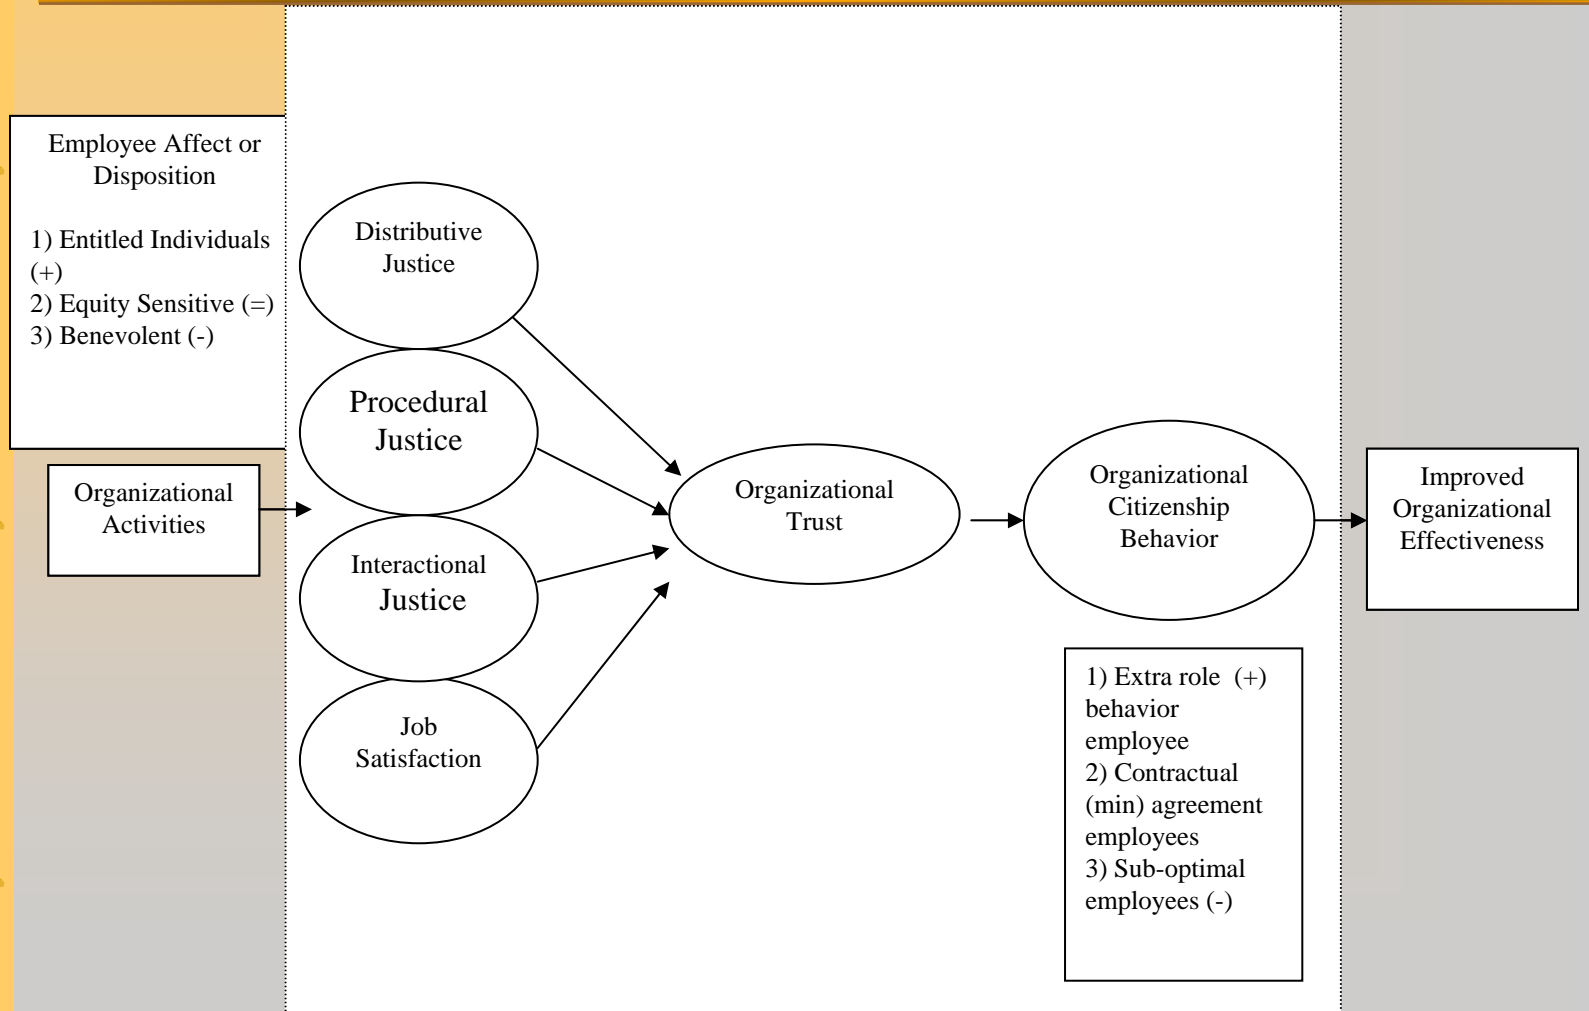 Employee Affect or
Disposition
1) Entitled Individuals
(+)
2) Equity Sensitive (=)
3) Benevolent (-)
Organizational
Activities
Distributive
Justice
Procedural
Justice
Interactional
Justice
Job
Satisfaction
Organizational
Trust
Organizational
Citizenship
Behavior
1) Extra role (+)
behavior
employee
2) Contractual
(min) agreement
employees
3) Sub-optimal
employees (-)
Improved
Organizational
Effectiveness